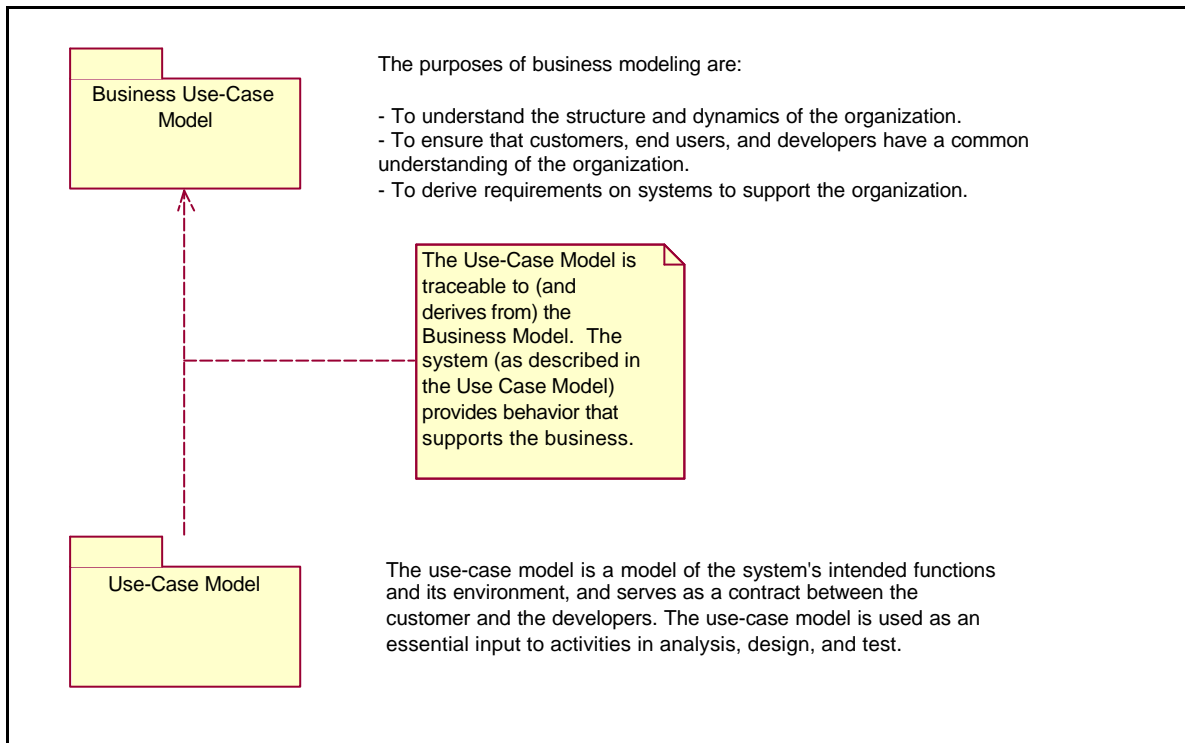 Business Use-Case
Model
The purposes of business modeling are:
- To understand the structure and dynamics of the organization.
- To ensure that customers, end users, and developers have a common
understanding of the organization.
- To derive requirements on systems to support the organization.
The Use-Case Model is
traceable to (and
derives from) the
Business Model.  The
system (as described in
the Use Case Model)
provides behavior that
supports the business.
Use-Case Model
The use-case model is a model of the system's intended functions
and its environment, and serves as a contract between the
customer and the developers. The use-case model is used as an
essential input to activities in analysis, design, and test.